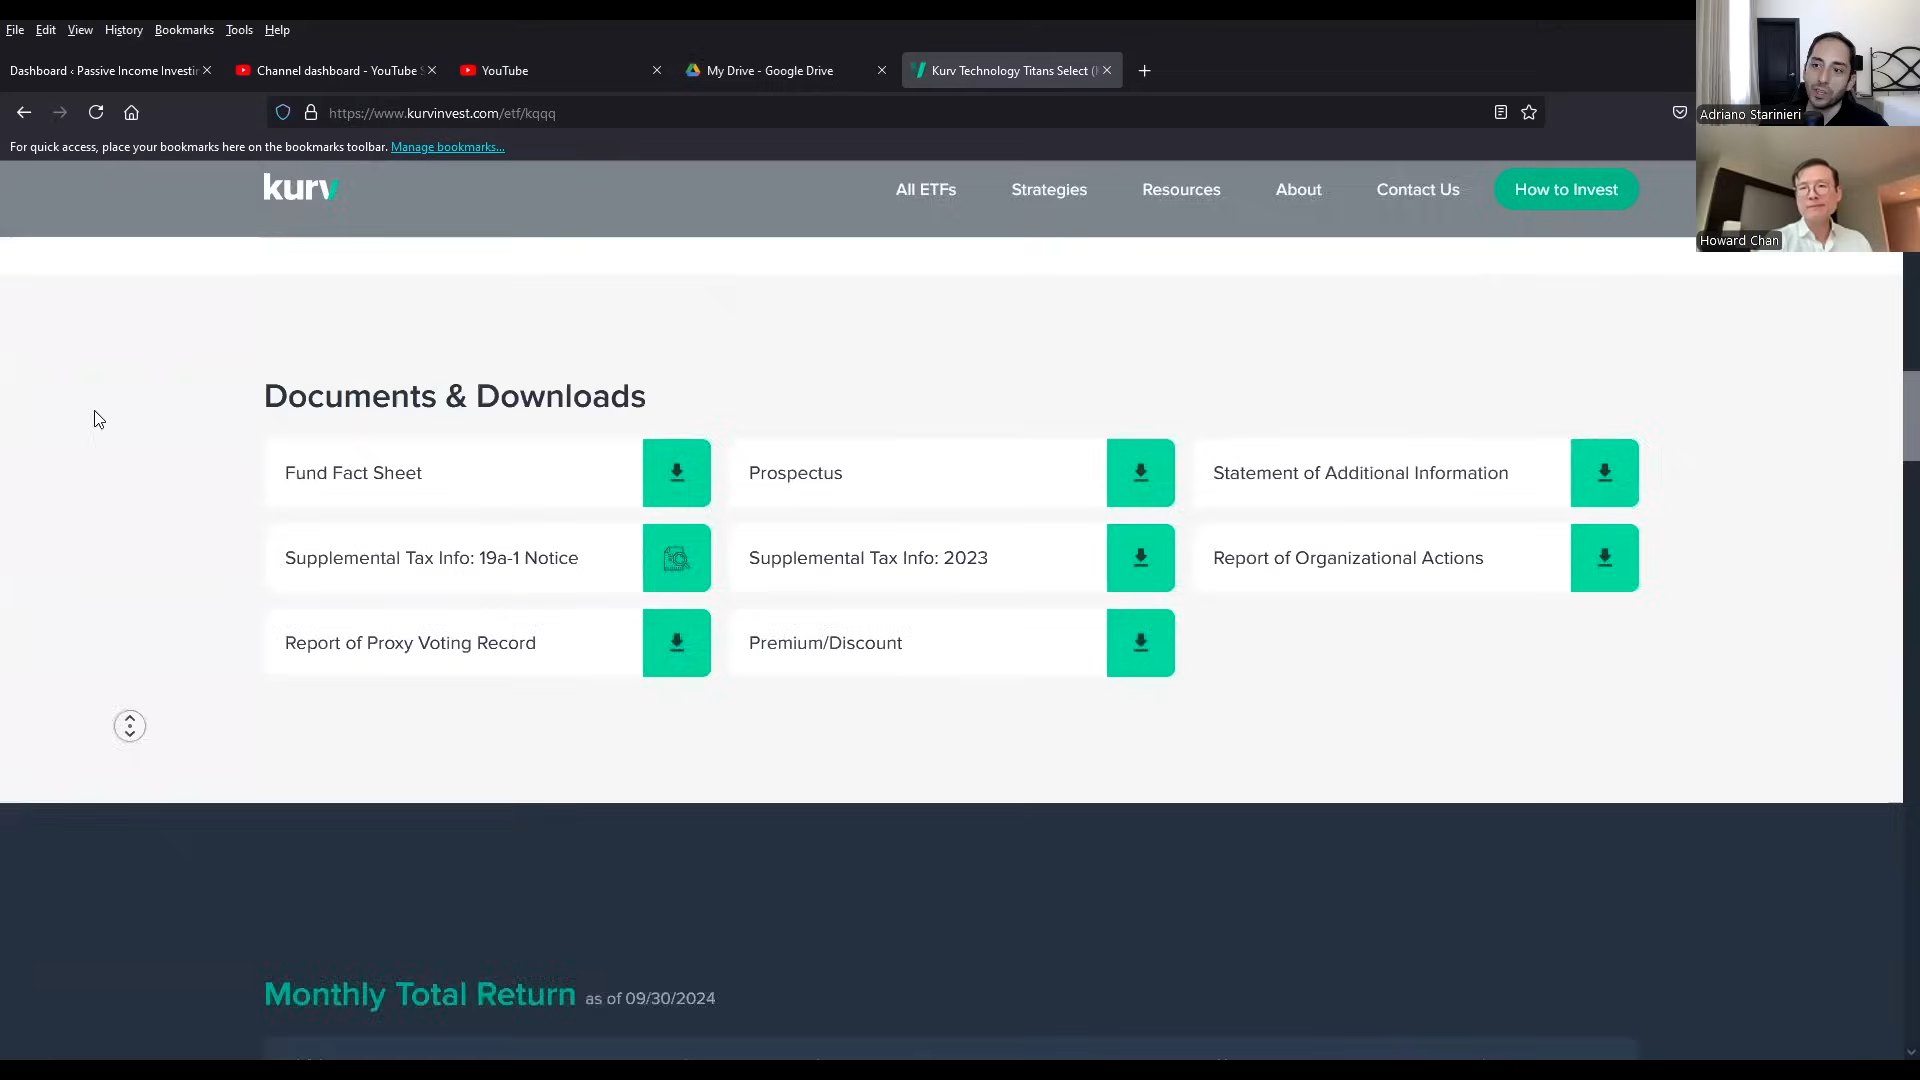 File Edit View History Bookmarks Tools Help
Dashboard ‹ Passive Income Investi
Channel dashboard - YouTube S
YouTube
My Drive - Google Drive
Kurv Technology Titans Select (
https://www.kurvinvest.com/etf/kqqq
For quick access, place your bookmarks here on the bookmarks toolbar. Manage bookmarks...
Adriano Starinieri
Howard Chan
kurv
All ETFs Strategies Resources About Contact Us How to Invest
Documents & Downloads
Fund Fact Sheet Prospectus Statement of Additional Information
Supplemental Tax Info: 19a-1 Notice Supplemental Tax Info: 2023 Report of Organizational Actions
Report of Proxy Voting Record Premium/Discount
Monthly Total Return as of 09/30/2024